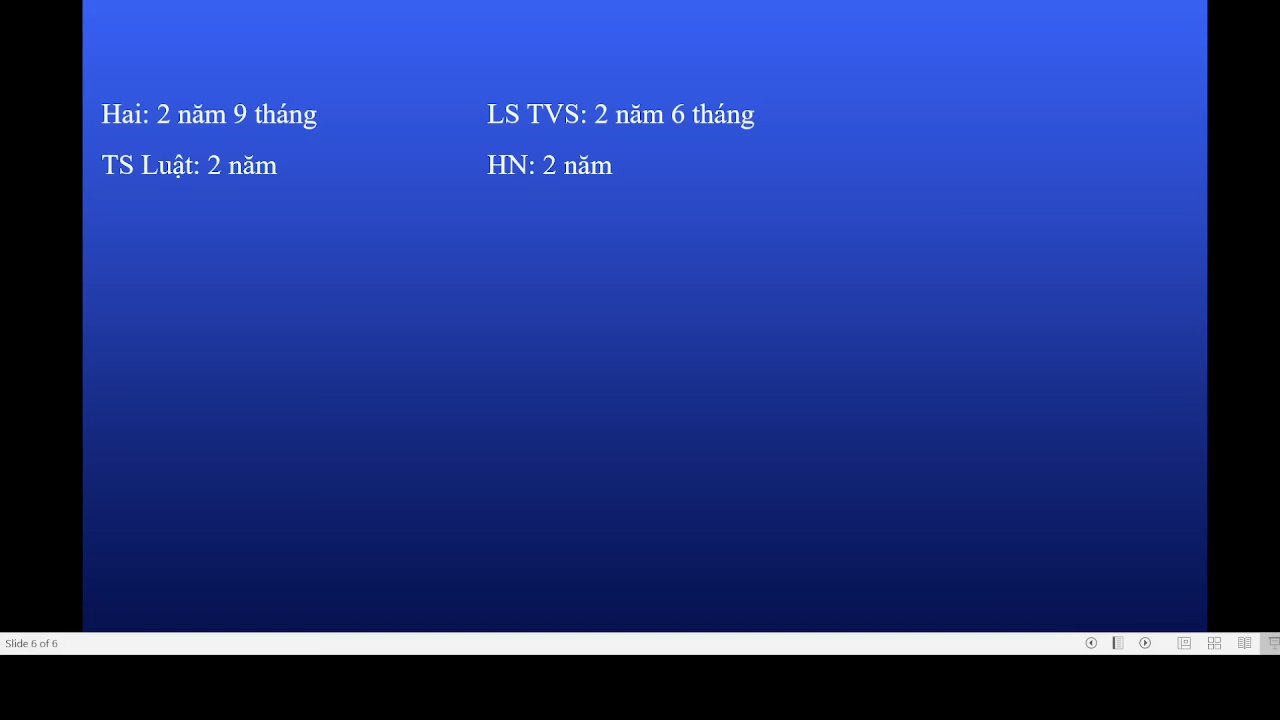 Hai: 2 năm 9 tháng
LS TVS: 2 năm 6 tháng
TS Luật: 2 năm
HN: 2 năm
Slide 6 of 6